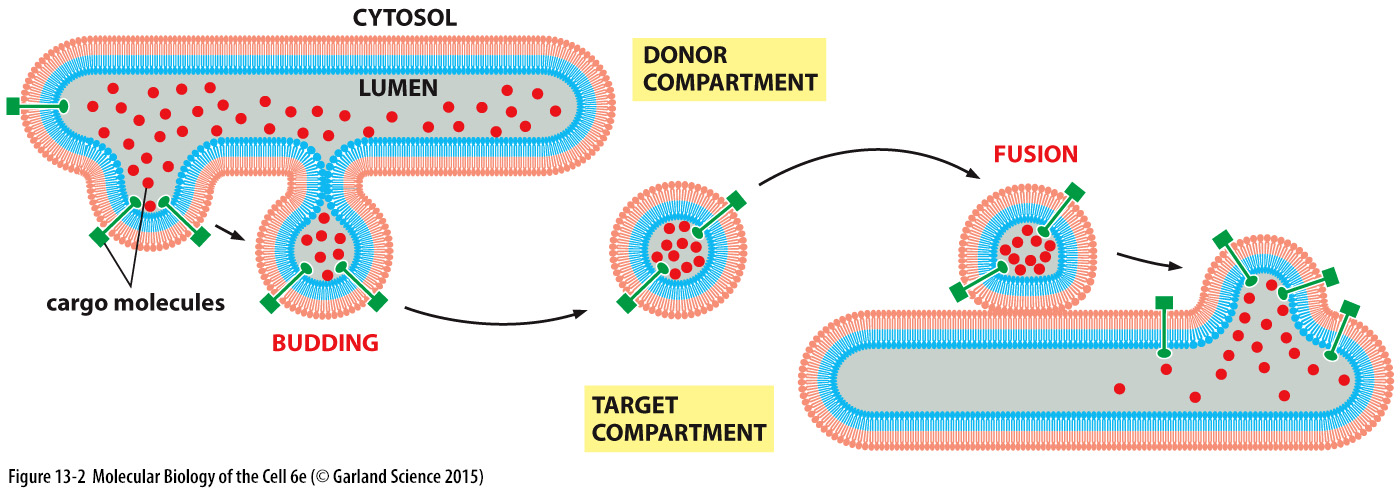 CYTOSOL
LUMEN
DONOR
COMPARTMENT
cargo molecules
BUDDING
FUSION
TARGET
COMPARTMENT
Figure 13-2 Molecular Biology of the Cell 6e (© Garland Science 2015)